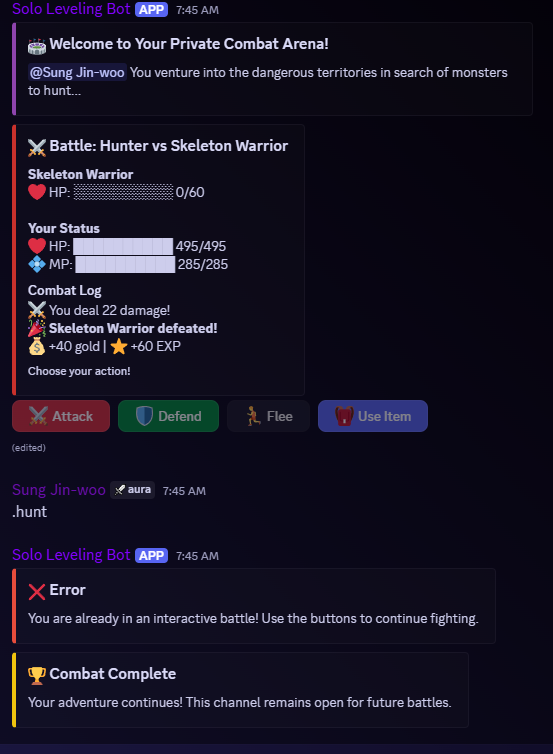 Solo Leveling Bot APP 7:45 AM
Welcome to Your Private Combat Arena!
@Sung Jin-woo You venture into the dangerous territories in search of monsters
to hunt...
Battle: Hunter vs Skeleton Warrior
Skeleton Warrior
HP: ░░░░░░░░░░ 0/60
Your Status
HP: ██████████ 495/495
MP: ██████████ 285/285
Combat Log
You deal 22 damage!
Skeleton Warrior defeated!
+40 gold | +60 EXP
Choose your action!
Attack Defend Flee Use Item
(edited)
Sung Jin-woo aura 7:45 AM
.hunt
Solo Leveling Bot APP 7:45 AM
Error
You are already in an interactive battle! Use the buttons to continue fighting.
Combat Complete
Your adventure continues! This channel remains open for future battles.